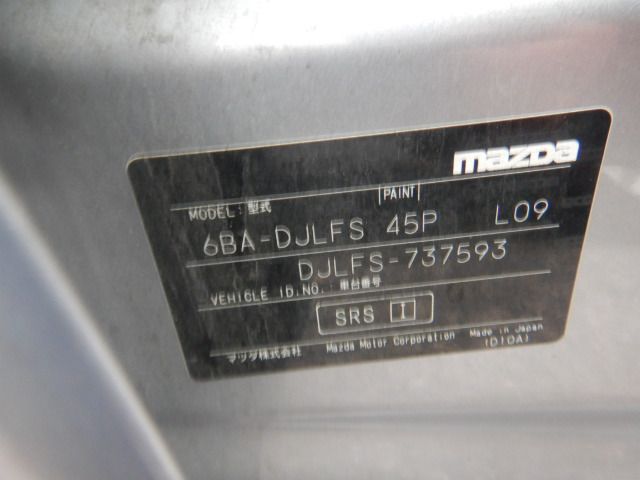 mazda
MODEL:型式 PAINT
6BA-DJLFS 45P L09
DJLFS-737593
VEHICLE ID.NO.:車台番号
SRS I
マツダ株式会社 Mazda Motor Corporation Made in Japan
(D10A)